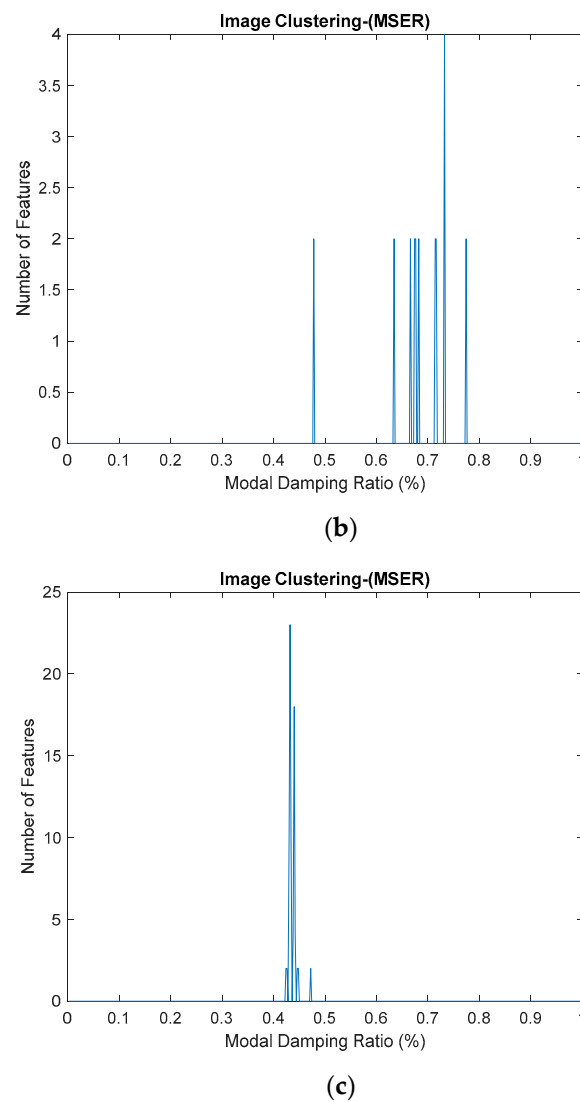 Image Clustering-(MSER)
4
3.5
3
2.5
2
1.5
1
0.5
0
Number of Features
0 0.1 0.2 0.3 0.4 0.5 0.6 0.7 0.8 0.9 1
Modal Damping Ratio (%)
(b)
Image Clustering-(MSER)
25
20
15
10
5
0
Number of Features
0 0.1 0.2 0.3 0.4 0.5 0.6 0.7 0.8 0.9 1
Modal Damping Ratio (%)
(c)